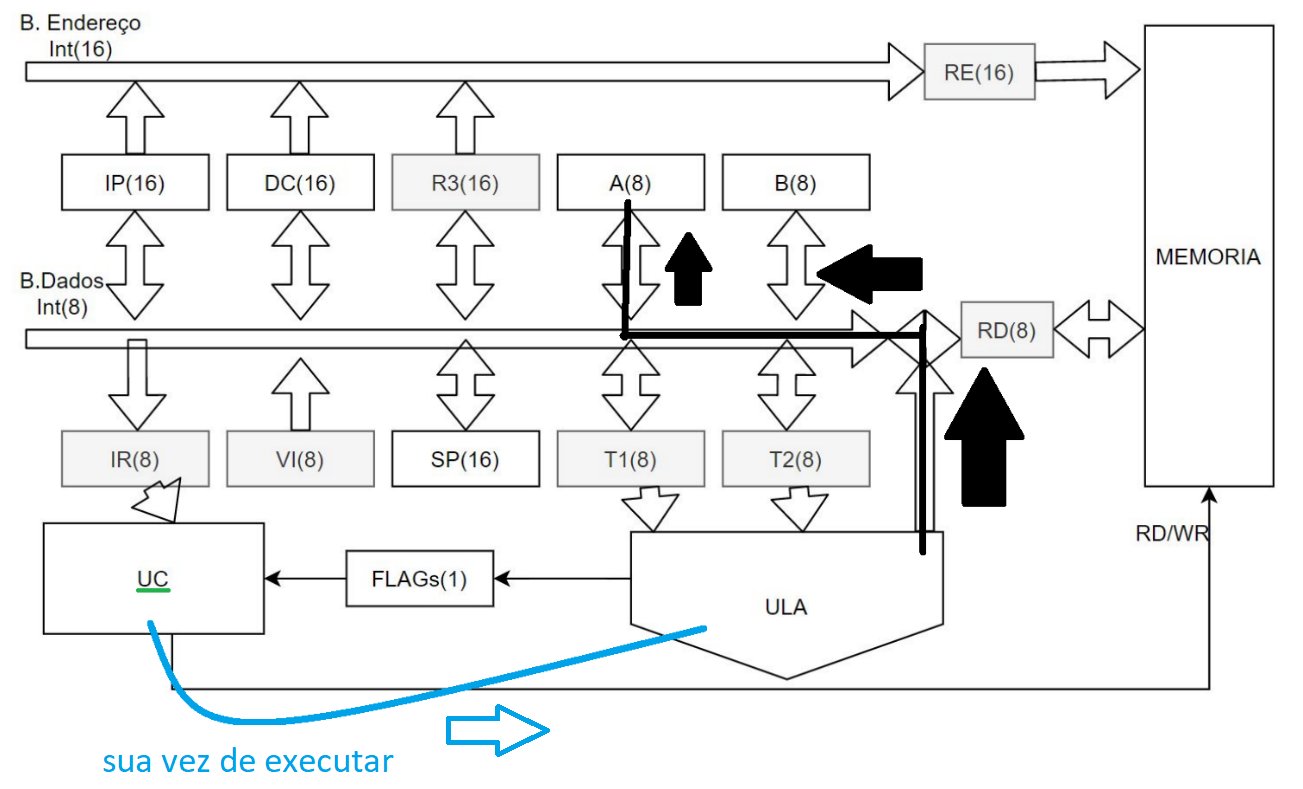 B. Endereço
Int(16)
RE(16)
IP(16)
DC(16)
R3(16)
A(8)
B(8)
MEMORIA
B.Dados
Int(8)
RD(8)
IR(8)
VI(8)
SP(16)
T1(8)
T2(8)
RD/WR
UC
FLAGs(1)
ULA
sua vez de executar